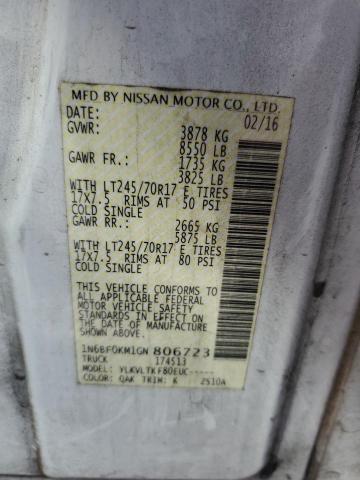 MFD BY NISSAN MOTOR CO., LTD.
DATE: 02/16
GVWR: 3878 KG
8550 LB
GAWR FR.: 1735 KG
3825 LB
WITH LT245/70R17 E TIRES
17X7.5 RIMS AT 50 PSI
COLD SINGLE
GAWR RR.: 2665 KG
5875 LB
WITH LT245/70R17 E TIRES
17X7.5 RIMS AT 80 PSI
COLD SINGLE
THIS VEHICLE CONFORMS TO
ALL APPLICABLE FEDERAL
MOTOR VEHICLE SAFETY
STANDARDS IN EFFECT ON
THE DATE OF MANUFACTURE
SHOWN ABOVE.
1N6BF0KM1GN 806723
TRUCK 174513
MODEL: YLKVLTKF80EUC-----
COLOR: QAK TRIM: K 2510A